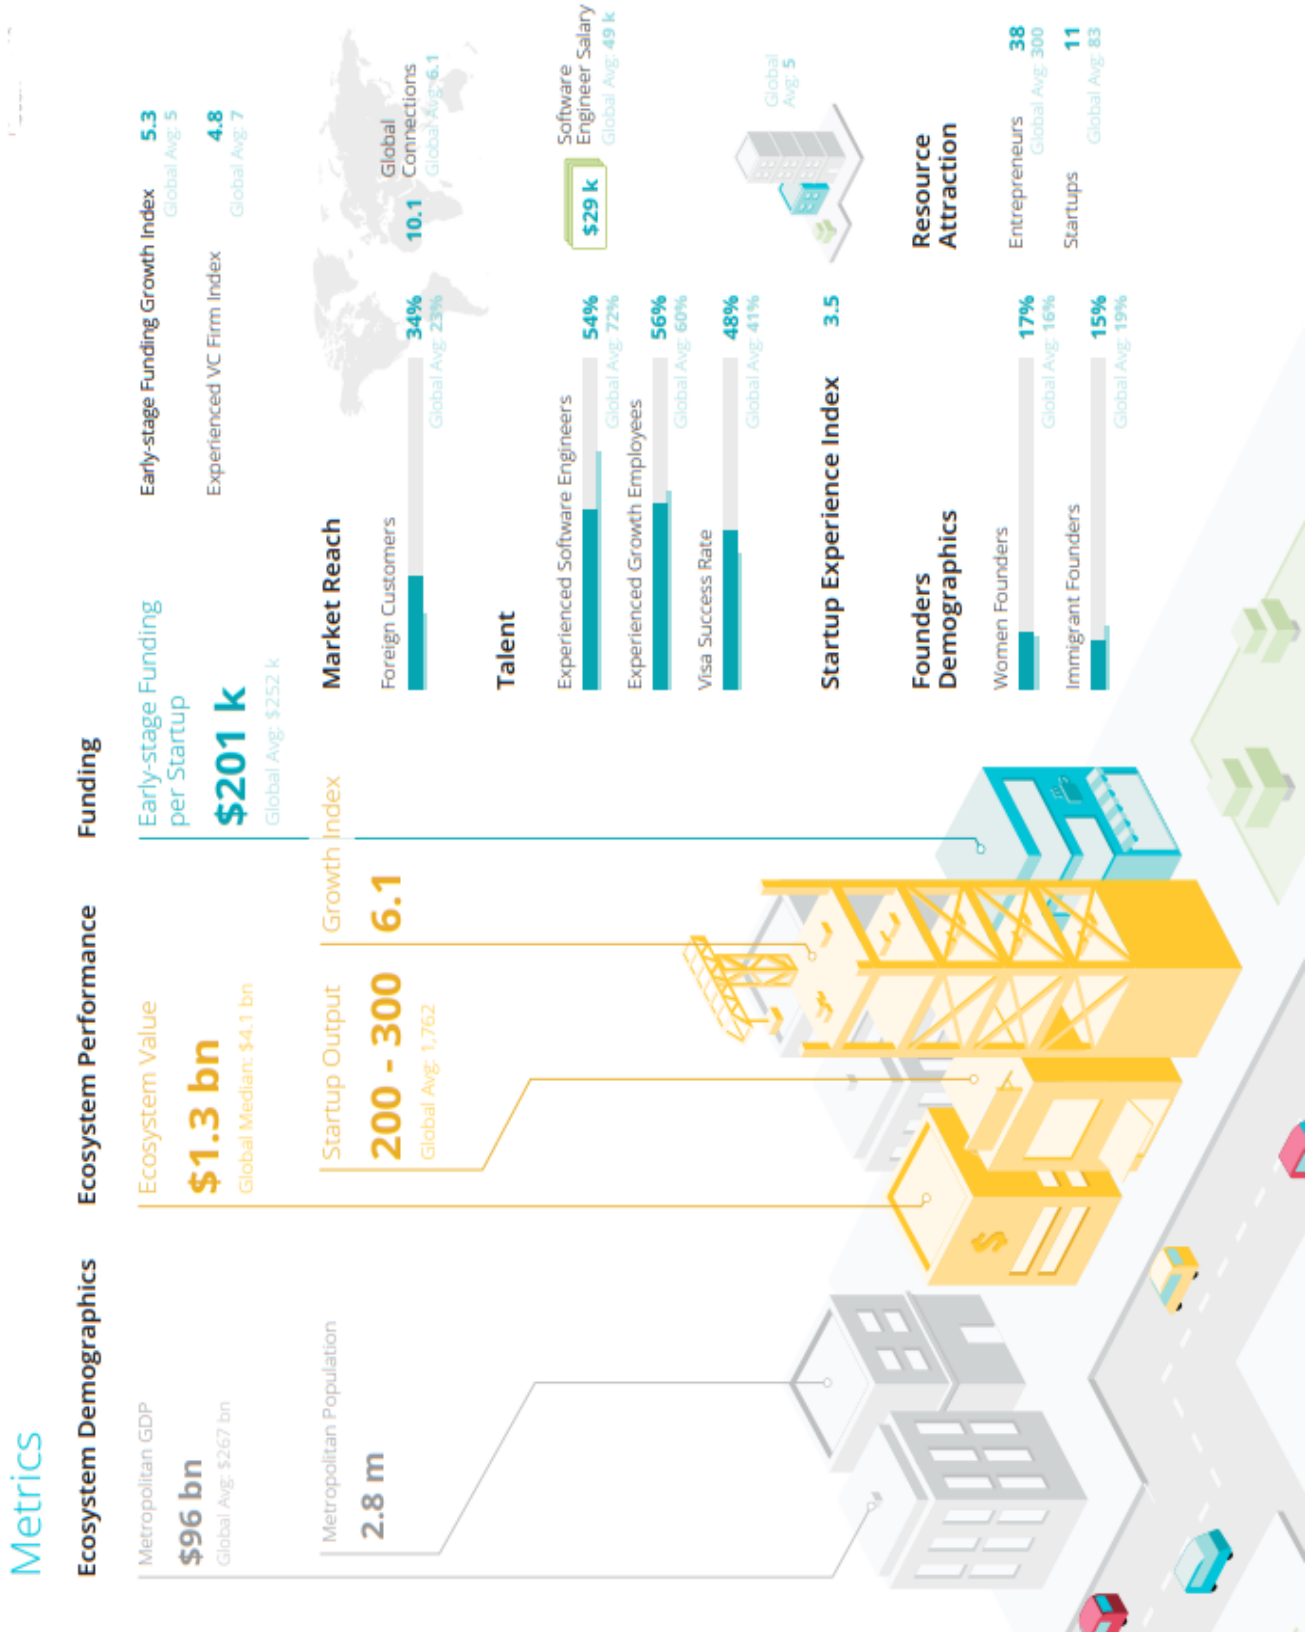 Metrics
Ecosystem Demographics
Metropolitan GDP
$96 bn
Global Avg: $267 bn
Metropolitan Population
2.8 m
Ecosystem Performance
Ecosystem Value
$1.3 bn
Global Median: $4.1 bn
Startup Output
200 - 300
Global Avg: 1,762
Growth Index
6.1
Funding
Early-stage Funding
per Startup
$201 k
Global Avg: $252 k
Early-stage Funding Growth Index 5.3
Global Avg: 5
Experienced VC Firm Index 4.8
Global Avg: 7
Market Reach
Foreign Customers
34%
Global Avg: 23%
10.1
Global
Connections
Global Avg: 6.1
Talent
Experienced Software Engineers
54%
Global Avg: 72%
Experienced Growth Employees
56%
Global Avg: 60%
Visa Success Rate
48%
Global Avg: 41%
$29 k
Software
Engineer Salary
Global Avg: 49 k
Startup Experience Index 3.5
Global
Avg: 5
Founders
Demographics
Women Founders
17%
Global Avg: 16%
Immigrant Founders
15%
Global Avg: 19%
Resource
Attraction
Entrepreneurs 38
Global Avg: 300
Startups 11
Global Avg: 83
$